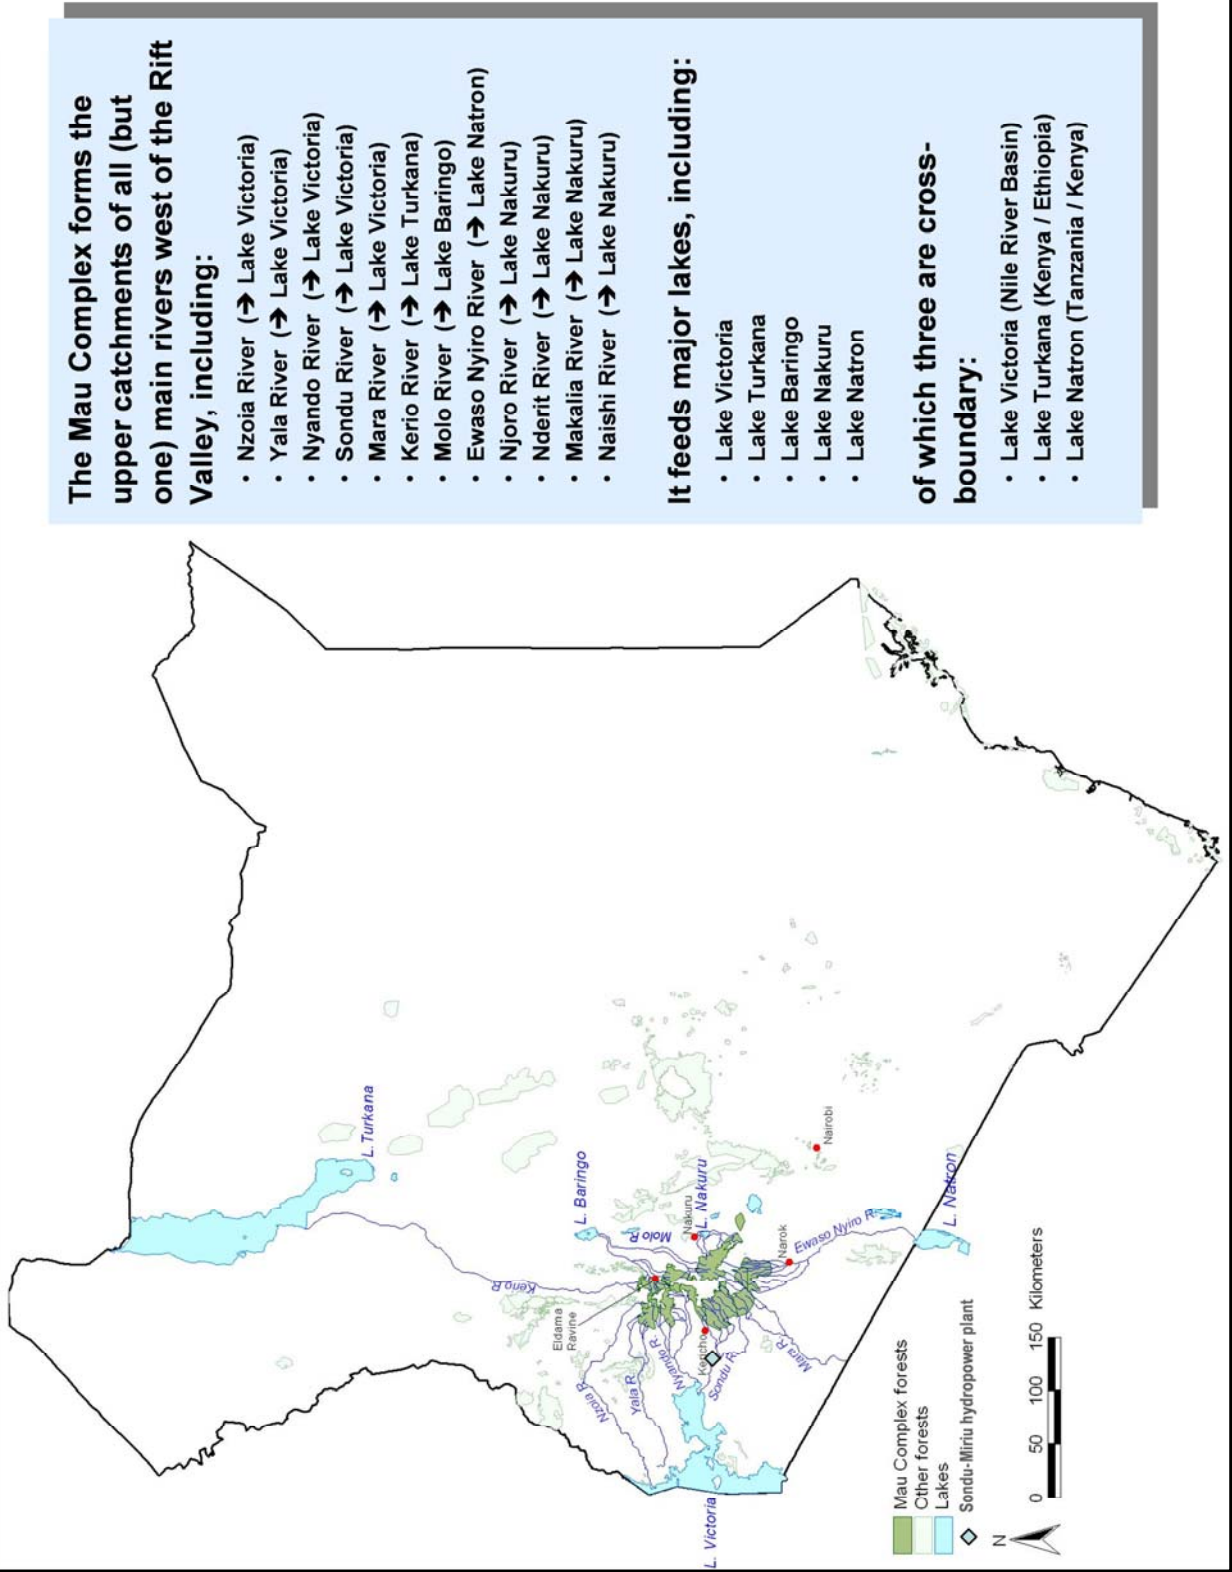 The Mau Complex forms the
upper catchments of all (but
one) main rivers west of the Rift
Valley, including:
• Nzoia River (➔ Lake Victoria)
• Yala River (➔ Lake Victoria)
• Nyando River (➔ Lake Victoria)
• Sondu River (➔ Lake Victoria)
• Mara River (➔ Lake Victoria)
• Kerio River (➔ Lake Turkana)
• Molo River (➔ Lake Baringo)
• Ewaso Nyiro River (➔ Lake Natron)
• Njoro River (➔ Lake Nakuru)
• Nderit River (➔ Lake Nakuru)
• Makalia River (➔ Lake Nakuru)
• Naishi River (➔ Lake Nakuru)
It feeds major lakes, including:
• Lake Victoria
• Lake Turkana
• Lake Baringo
• Lake Nakuru
• Lake Natron
of which three are cross-
boundary:
• Lake Victoria (Nile River Basin)
• Lake Turkana (Kenya / Ethiopia)
• Lake Natron (Tanzania / Kenya)
L. Turkana
Kerio R.
L. Baringo
Molo R.
Eldama
Ravine
Nzoia R.
Yala R.
Nyando R.
Nakuru
L. Nakuru
Kericho
Sondu R.
L. Victoria
Narok
Mara R.
Ewaso Nyiro R.
Nairobi
L. Natron
Mau Complex forests
Other forests
Lakes
Sondu-Miriu hydropower plant
N
0 50 100 150 Kilometers